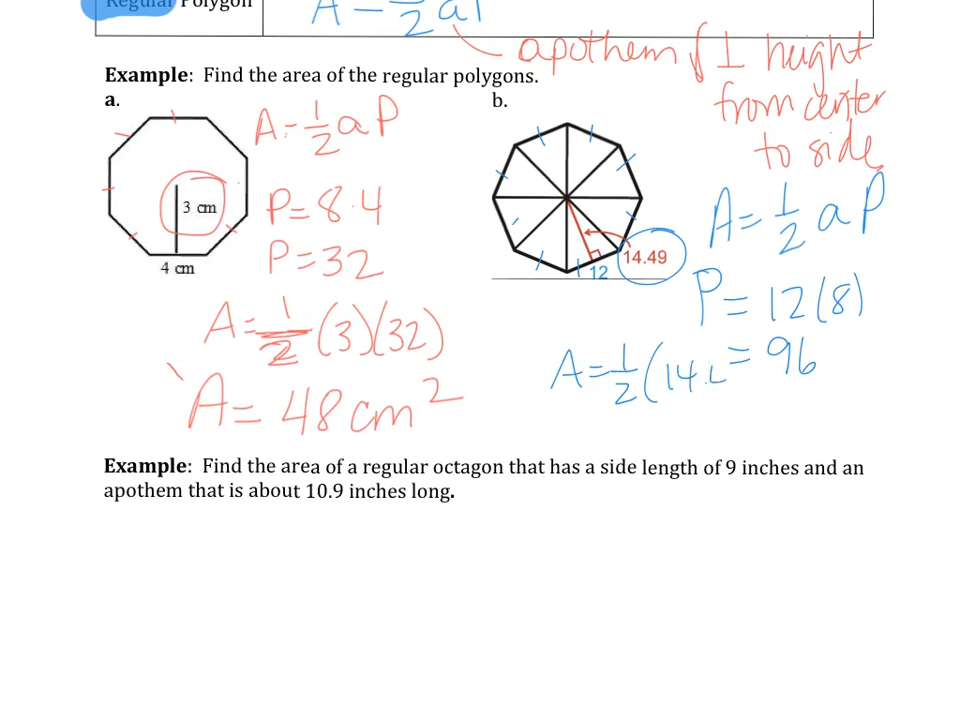 Regular Polygon
A = 1/2 aP
apothem ⊥ height
from center
to side
Example: Find the area of the regular polygons.
a.
A = 1/2 a P
3 cm
4 cm
P = 8·4
P = 32
A = 1/2 (3)(32)
A = 48 cm²
b.
14.49
12
A = 1/2 a P
P = 12(8)
= 96
A = 1/2 (14.
Example: Find the area of a regular octagon that has a side length of 9 inches and an
apothem that is about 10.9 inches long.